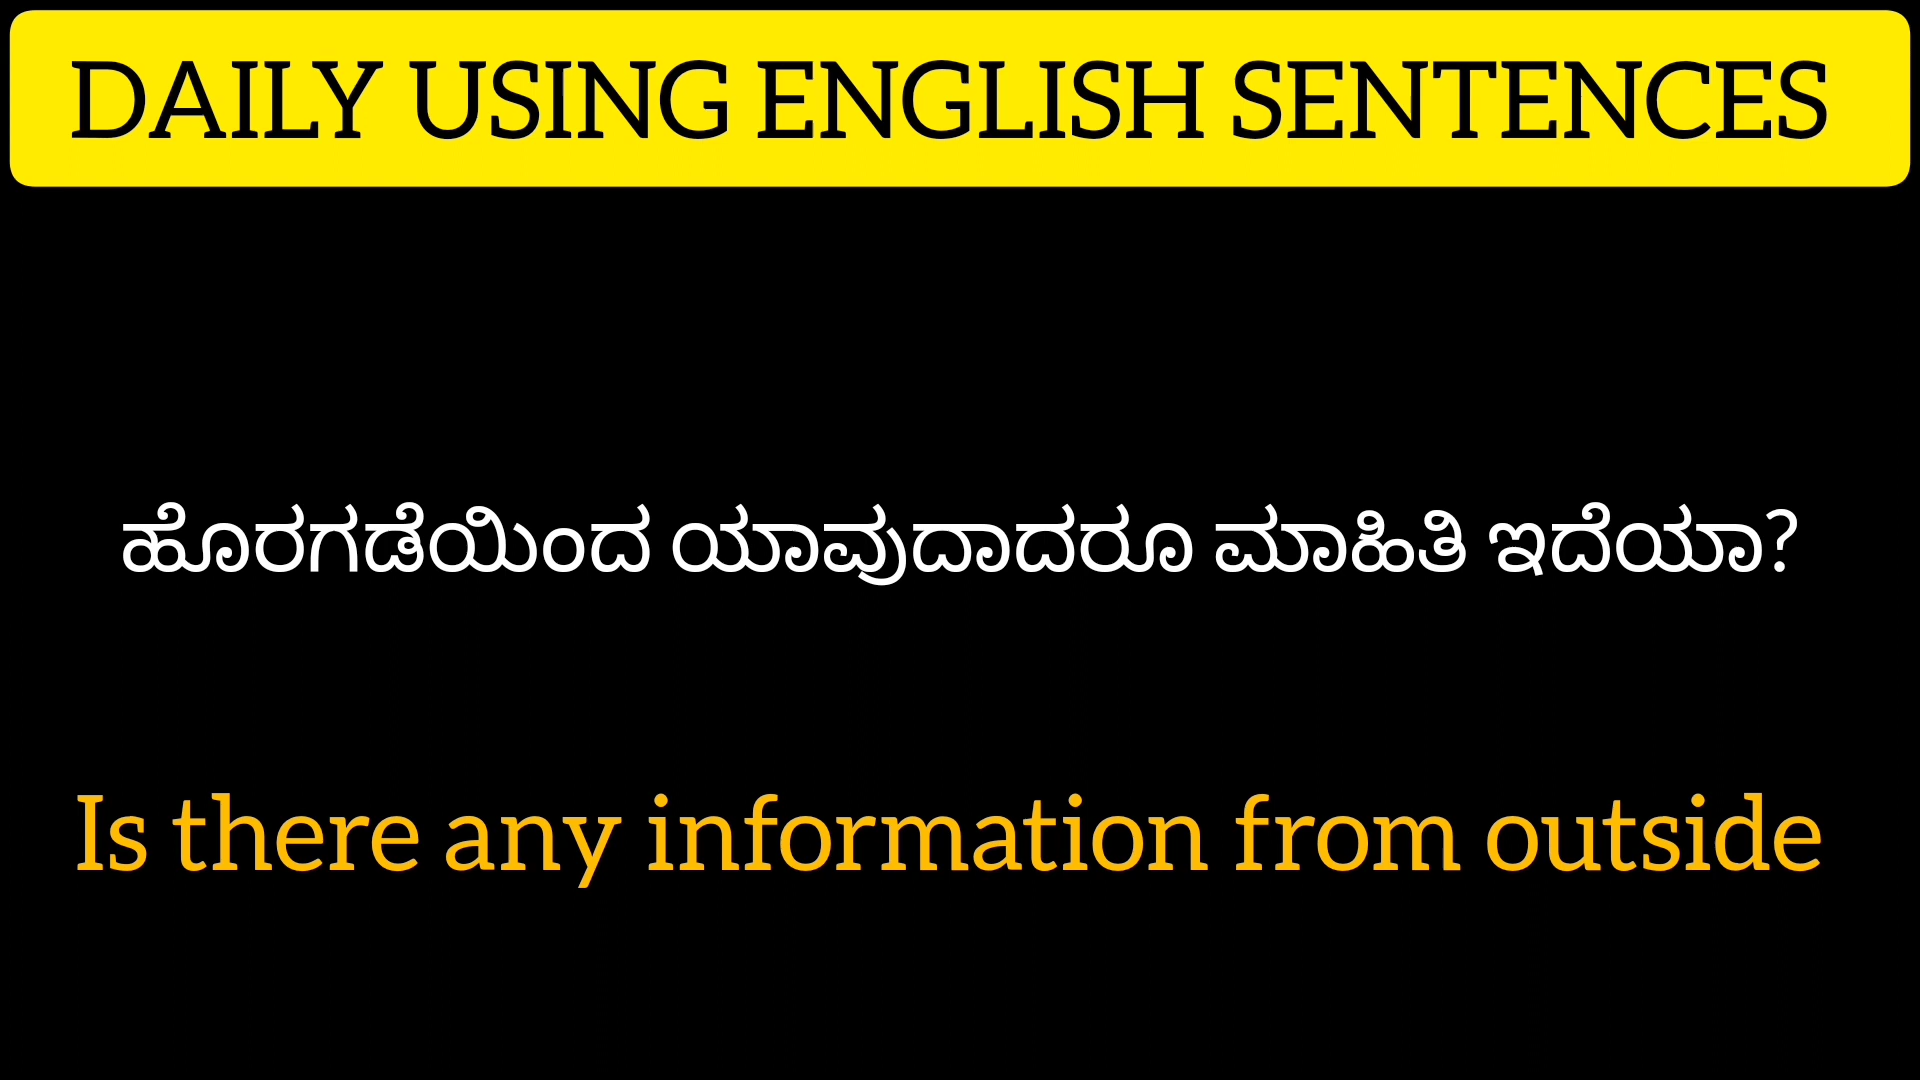 DAILY USING ENGLISH SENTENCES
ಹೊರಗಡೆಯಿಂದ ಯಾವುದಾದರೂ ಮಾಹಿತಿ ಇದೆಯಾ?
Is there any information from outside